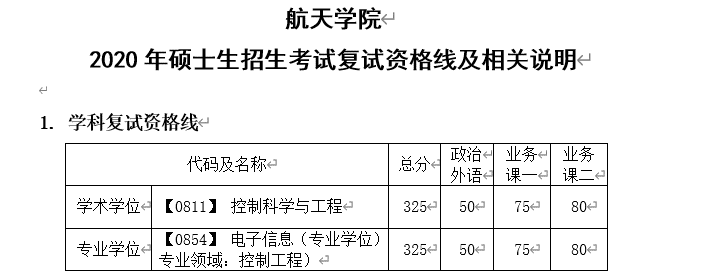 航天学院
2020 年硕士生招生考试复试资格线及相关说明
1. 学科复试资格线
代码及名称 总分 政治 业务 业务
外语 课一 课二
学术学位 【0811】 控制科学与工程 325 50 75 80
【0854】 电子信息（专业学位）
专业学位 325 50 75 80
专业领域：控制工程）